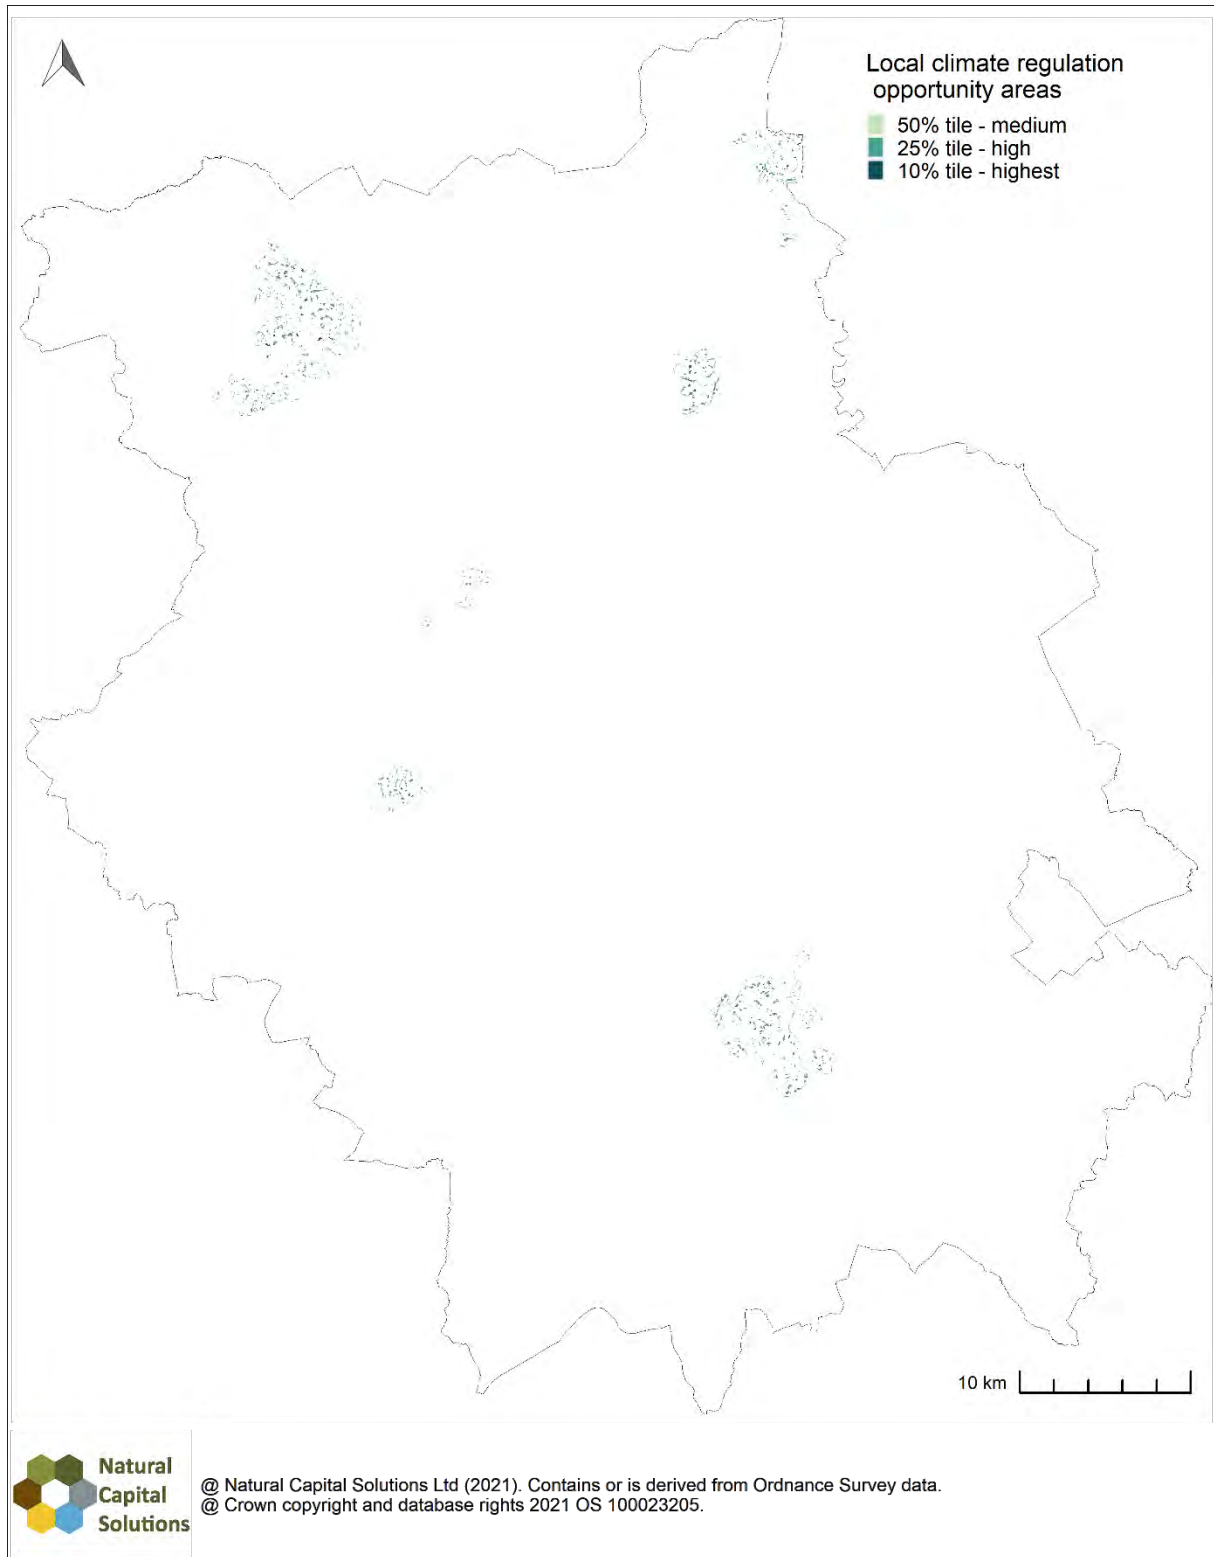 Local climate regulation
opportunity areas
50% tile - medium
25% tile - high
10% tile - highest
10 km
Natural
Capital
Solutions
@ Natural Capital Solutions Ltd (2021). Contains or is derived from Ordnance Survey data.
@ Crown copyright and database rights 2021 OS 100023205.